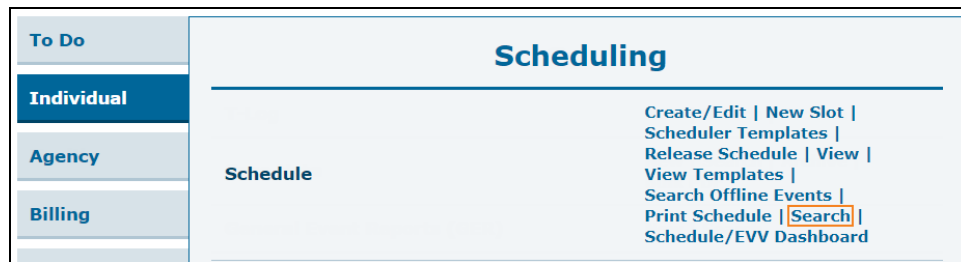 To Do
Individual
Agency
Billing
Scheduling
Schedule
Create/Edit | New Slot |
Scheduler Templates |
Release Schedule | View |
View Templates |
Search Offline Events |
Print Schedule | Search |
Schedule/EVV Dashboard